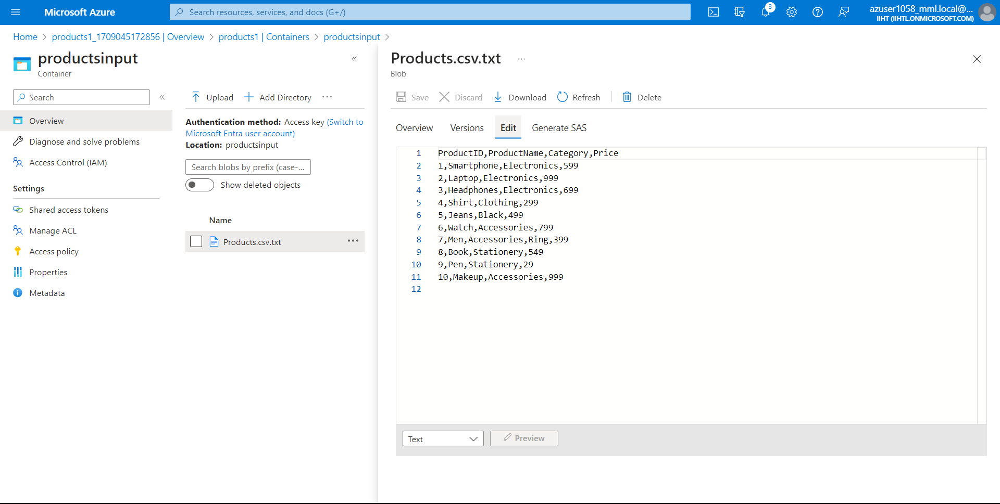 Microsoft Azure
Search resources, services, and docs (G+/)
3
azuser1058_mml.local@...
IIHT (IIHTL.ONMICROSOFT.COM)
Home > products1_1709045172856 | Overview > products1 | Containers > productsinput >
productsinput
Container
Search
Overview
Diagnose and solve problems
Access Control (IAM)
Settings
Shared access tokens
Manage ACL
Access policy
Properties
Metadata
Upload
Add Directory
...
Authentication method: Access key (Switch to
Microsoft Entra user account)
Location: productsinput
Search blobs by prefix (case-...
Show deleted objects
Name
Products.csv.txt
...
Products.csv.txt
...
Blob
Save
Discard
Download
Refresh
Delete
Overview
Versions
Edit
Generate SAS
1 ProductID,ProductName,Category,Price
2 1,Smartphone,Electronics,599
3 2,Laptop,Electronics,999
4 3,Headphones,Electronics,699
5 4,Shirt,Clothing,299
6 5,Jeans,Black,499
7 6,Watch,Accessories,799
8 7,Men,Accessories,Ring,399
9 8,Book,Stationery,549
10 9,Pen,Stationery,29
11 10,Makeup,Accessories,999
12
Text
Preview